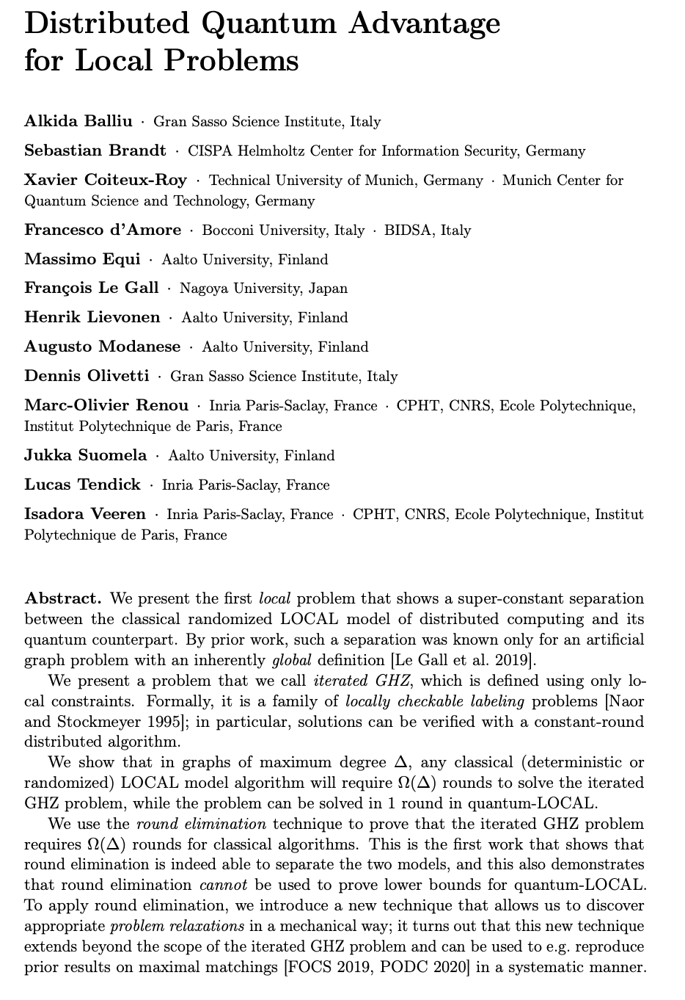 Distributed Quantum Advantage
for Local Problems
Alkida Balliu · Gran Sasso Science Institute, Italy
Sebastian Brandt · CISPA Helmholtz Center for Information Security, Germany
Xavier Coiteux-Roy · Technical University of Munich, Germany · Munich Center for
Quantum Science and Technology, Germany
Francesco d’Amore · Bocconi University, Italy · BIDSA, Italy
Massimo Equi · Aalto University, Finland
François Le Gall · Nagoya University, Japan
Henrik Lievonen · Aalto University, Finland
Augusto Modanese · Aalto University, Finland
Dennis Olivetti · Gran Sasso Science Institute, Italy
Marc-Olivier Renou · Inria Paris-Saclay, France · CPHT, CNRS, Ecole Polytechnique,
Institut Polytechnique de Paris, France
Jukka Suomela · Aalto University, Finland
Lucas Tendick · Inria Paris-Saclay, France
Isadora Veeren · Inria Paris-Saclay, France · CPHT, CNRS, Ecole Polytechnique, Institut
Polytechnique de Paris, France
Abstract. We present the first local problem that shows a super-constant separation
between the classical randomized LOCAL model of distributed computing and its
quantum counterpart. By prior work, such a separation was known only for an artificial
graph problem with an inherently global definition [Le Gall et al. 2019].
We present a problem that we call iterated GHZ, which is defined using only lo-
cal constraints. Formally, it is a family of locally checkable labeling problems [Naor
and Stockmeyer 1995]; in particular, solutions can be verified with a constant-round
distributed algorithm.
We show that in graphs of maximum degree Δ, any classical (deterministic or
randomized) LOCAL model algorithm will require Ω(Δ) rounds to solve the iterated
GHZ problem, while the problem can be solved in 1 round in quantum-LOCAL.
We use the round elimination technique to prove that the iterated GHZ problem
requires Ω(Δ) rounds for classical algorithms. This is the first work that shows that
round elimination is indeed able to separate the two models, and this also demonstrates
that round elimination cannot be used to prove lower bounds for quantum-LOCAL.
To apply round elimination, we introduce a new technique that allows us to discover
appropriate problem relaxations in a mechanical way; it turns out that this new technique
extends beyond the scope of the iterated GHZ problem and can be used to e.g. reproduce
prior results on maximal matchings [FOCS 2019, PODC 2020] in a systematic manner.